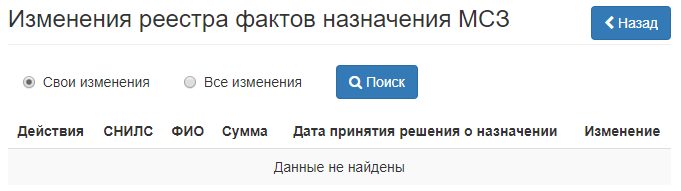 Изменения реестра фактов назначения МСЗ
Назад
Свои изменения Все изменения Поиск
Действия СНИЛС ФИО Сумма Дата принятия решения о назначении Изменение
Данные не найдены